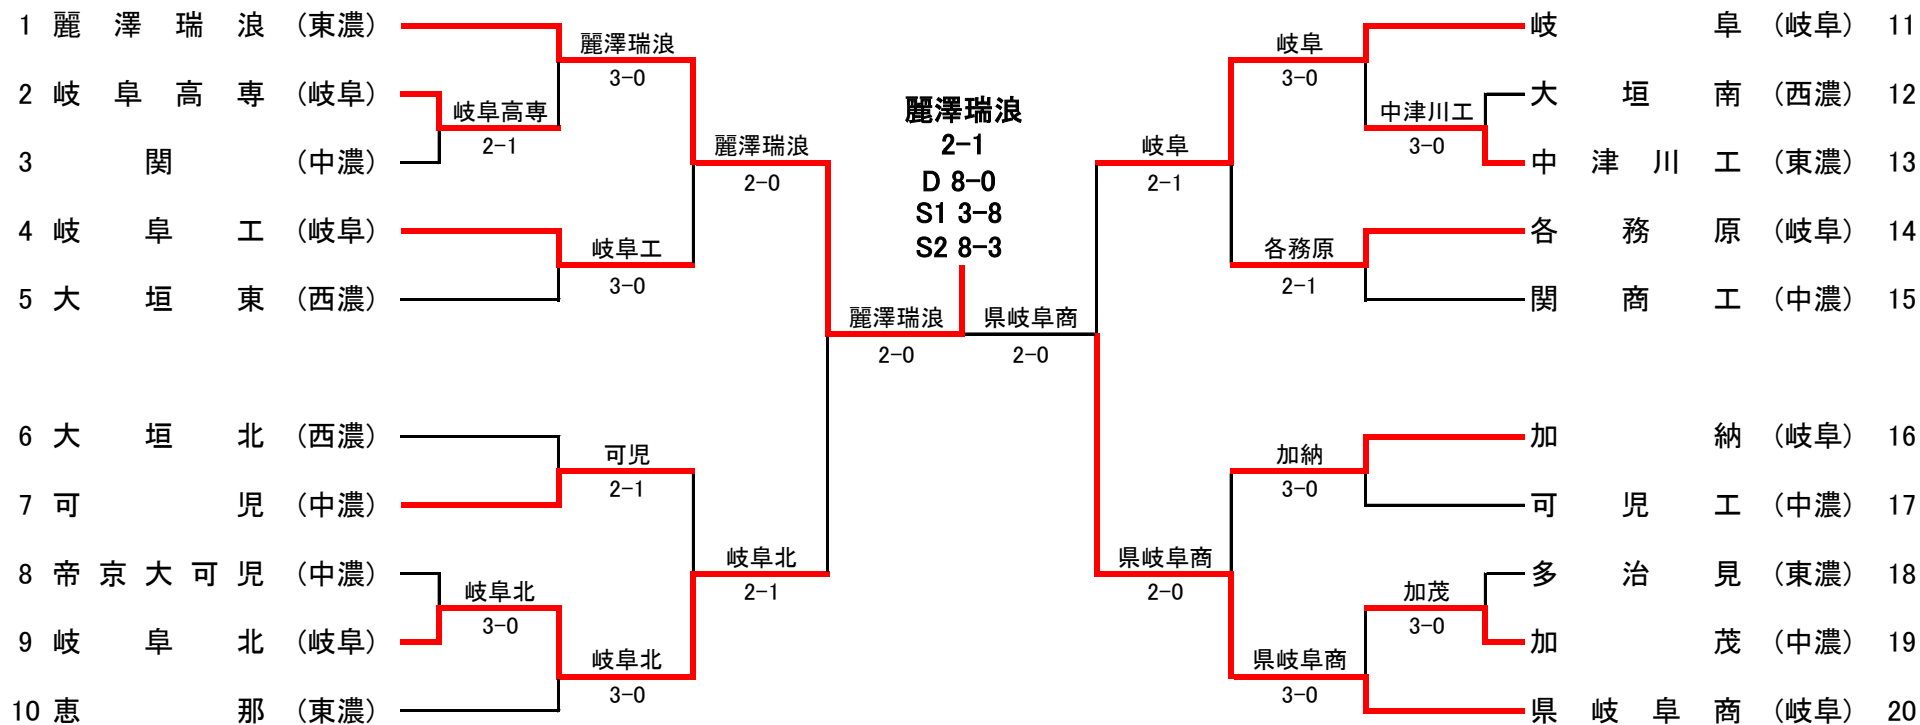 1 麗澤瑞浪 (東濃)
2 岐阜高専 (岐阜)
3 関 (中濃)
4 岐阜工 (岐阜)
5 大垣東 (西濃)
6 大垣北 (西濃)
7 可児 (中濃)
8 帝京大可児 (中濃)
9 岐阜北 (岐阜)
10 恵那 (東濃)
岐阜高専
2-1
岐阜北
3-0
麗澤瑞浪
3-0
岐阜工
3-0
可児
2-1
岐阜北
3-0
麗澤瑞浪
2-0
岐阜北
2-1
麗澤瑞浪
2-0
麗澤瑞浪
2-1
D 8-0
S1 3-8
S2 8-3
県岐阜商
2-0
岐阜
2-1
県岐阜商
2-0
岐阜
3-0
各務原
2-1
加納
3-0
県岐阜商
3-0
中津川工
3-0
加茂
3-0
岐阜 (岐阜) 11
大垣南 (西濃) 12
中津川工 (東濃) 13
各務原 (岐阜) 14
関商工 (中濃) 15
加納 (岐阜) 16
可児工 (中濃) 17
多治見 (東濃) 18
加茂 (中濃) 19
県岐阜商 (岐阜) 20